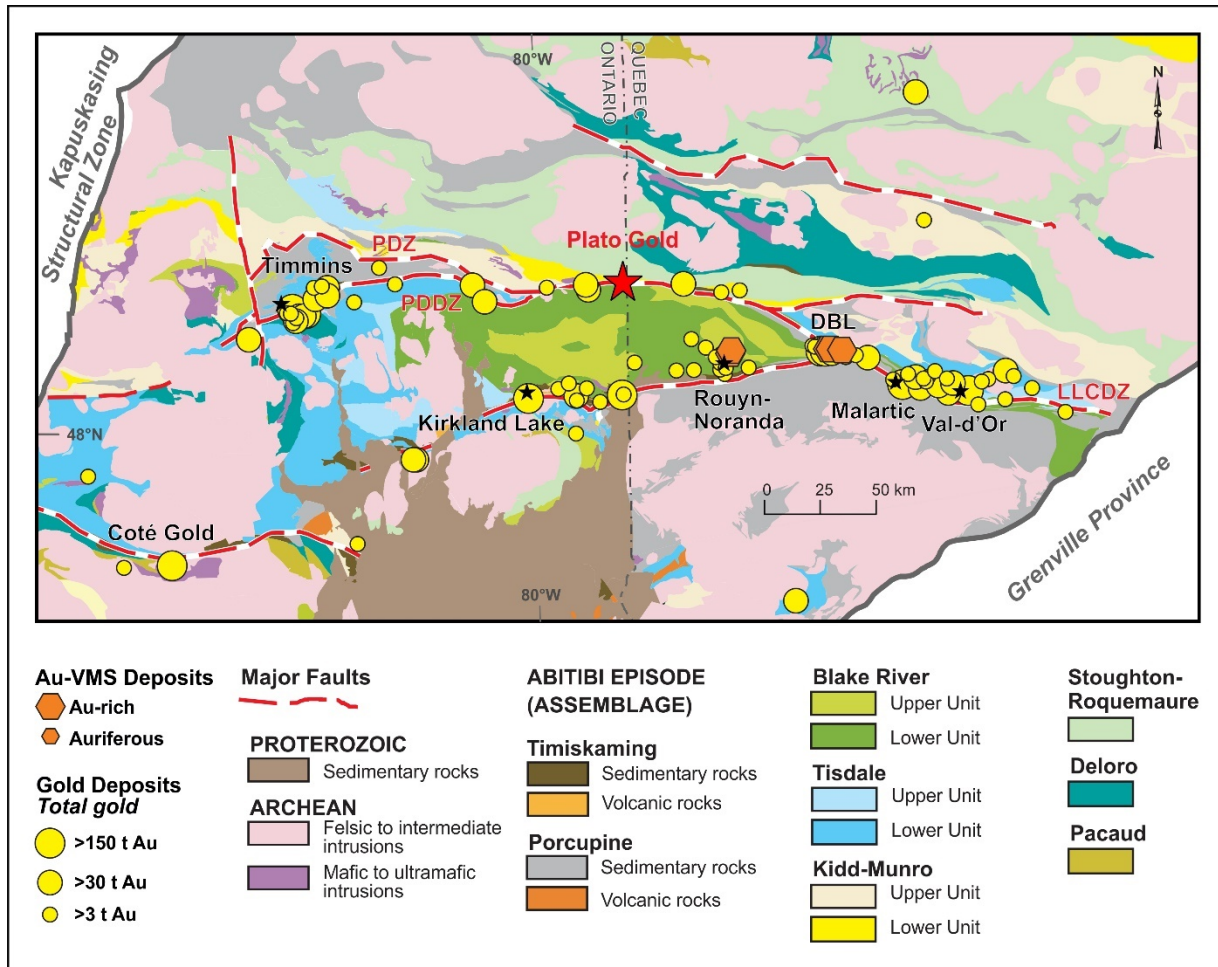 80°W
QUEBEC
ONTARIO
N
Kapuskasing
Structural Zone
PDZ
Plato Gold
Timmins
PDDZ
DBL
Kirkland Lake
Rouyn-
Noranda
Malartic
Val-d'Or
LLCDZ
48°N
0 25 50 km
Coté Gold
80°W
Grenville Province
Au-VMS Deposits
Au-rich
Auriferous
Gold Deposits
Total gold
>150 t Au
>30 t Au
>3 t Au
Major Faults
PROTEROZOIC
Sedimentary rocks
ARCHEAN
Felsic to intermediate
intrusions
Mafic to ultramafic
intrusions
ABITIBI EPISODE
(ASSEMBLAGE)
Timiskaming
Sedimentary rocks
Volcanic rocks
Porcupine
Sedimentary rocks
Volcanic rocks
Blake River
Upper Unit
Lower Unit
Tisdale
Upper Unit
Lower Unit
Kidd-Munro
Upper Unit
Lower Unit
Stoughton-
Roquemaure
Deloro
Pacaud